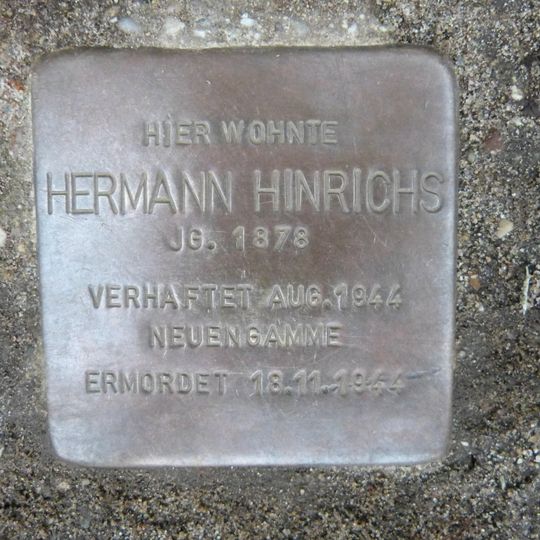 HIER WOHNTE
HERMANN HINRICHS
JG. 1878
VERHAFTET AUG. 1944
NEUENGAMME
ERMORDET 18.11.1944